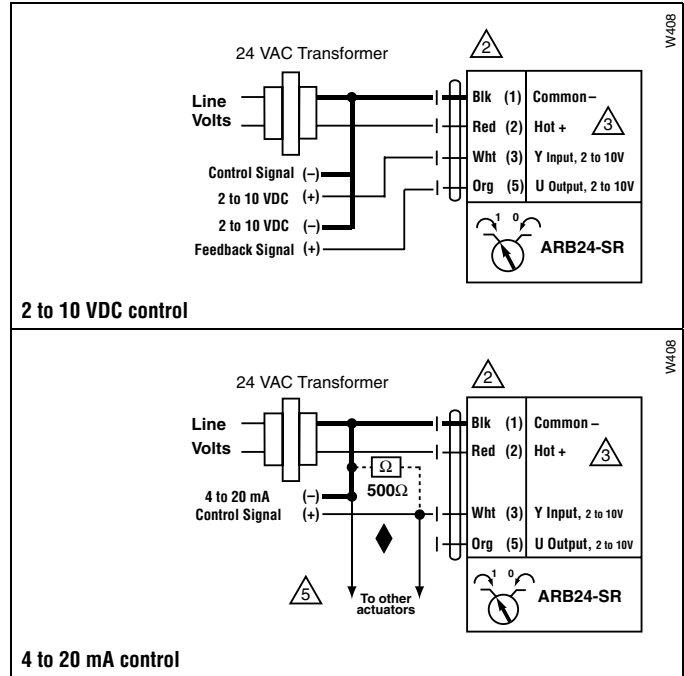 W408
2
24 VAC Transformer
Line
Volts
Blk (1) Common –
Red (2) Hot + 3
Wht (3) Y Input, 2 to 10V
Org (5) U Output, 2 to 10V
Control Signal (–)
2 to 10 VDC (+)
2 to 10 VDC (–)
Feedback Signal (+)
1 0
ARB24-SR
2 to 10 VDC control
W408
2
24 VAC Transformer
Line
Volts
Blk (1) Common –
Red (2) Hot + 3
Ω
500Ω
4 to 20 mA (–)
Control Signal (+)
Wht (3) Y Input, 2 to 10V
Org (5) U Output, 2 to 10V
5
To other
actuators
1 0
ARB24-SR
4 to 20 mA control